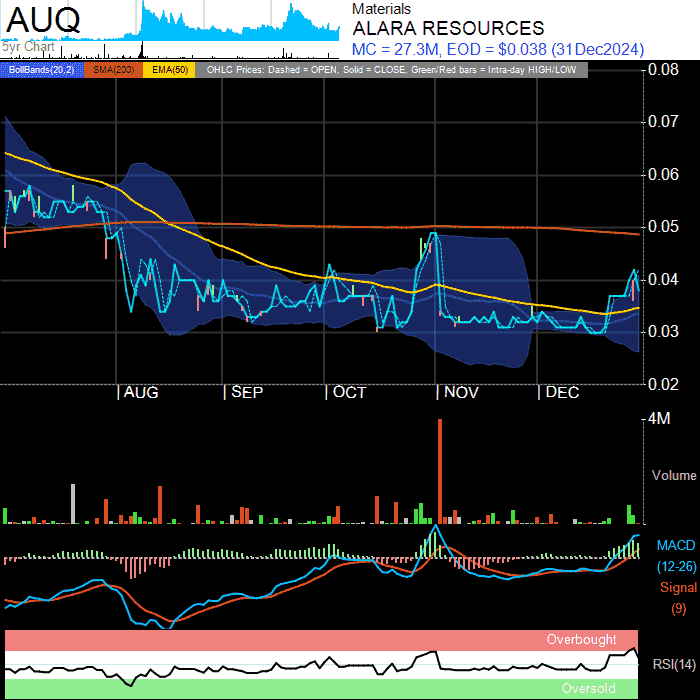 AUQ
5yr Chart
Materials
ALARA RESOURCES
MC = 27.3M, EOD = $0.038 (31Dec2024)
BollBands(20,2) SMA(200) EMA(50) OHLC Prices: Dashed = OPEN, Solid = CLOSE, Green/Red bars = Intra-day HIGH/LOW
0.08
0.07
0.06
0.05
0.04
0.03
0.02
AUG SEP OCT NOV DEC
4M
Volume
MACD
(12-26)
Signal
(9)
Overbought
RSI(14)
Oversold